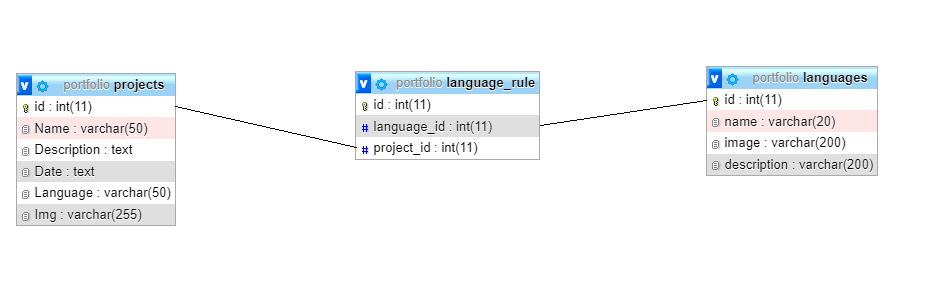 v portfolio projects
id : int(11)
Name : varchar(50)
Description : text
Date : text
Language : varchar(50)
Img : varchar(255)
v portfolio language_rule
id : int(11)
# language_id : int(11)
# project_id : int(11)
v portfolio languages
id : int(11)
name : varchar(20)
image : varchar(200)
description : varchar(200)